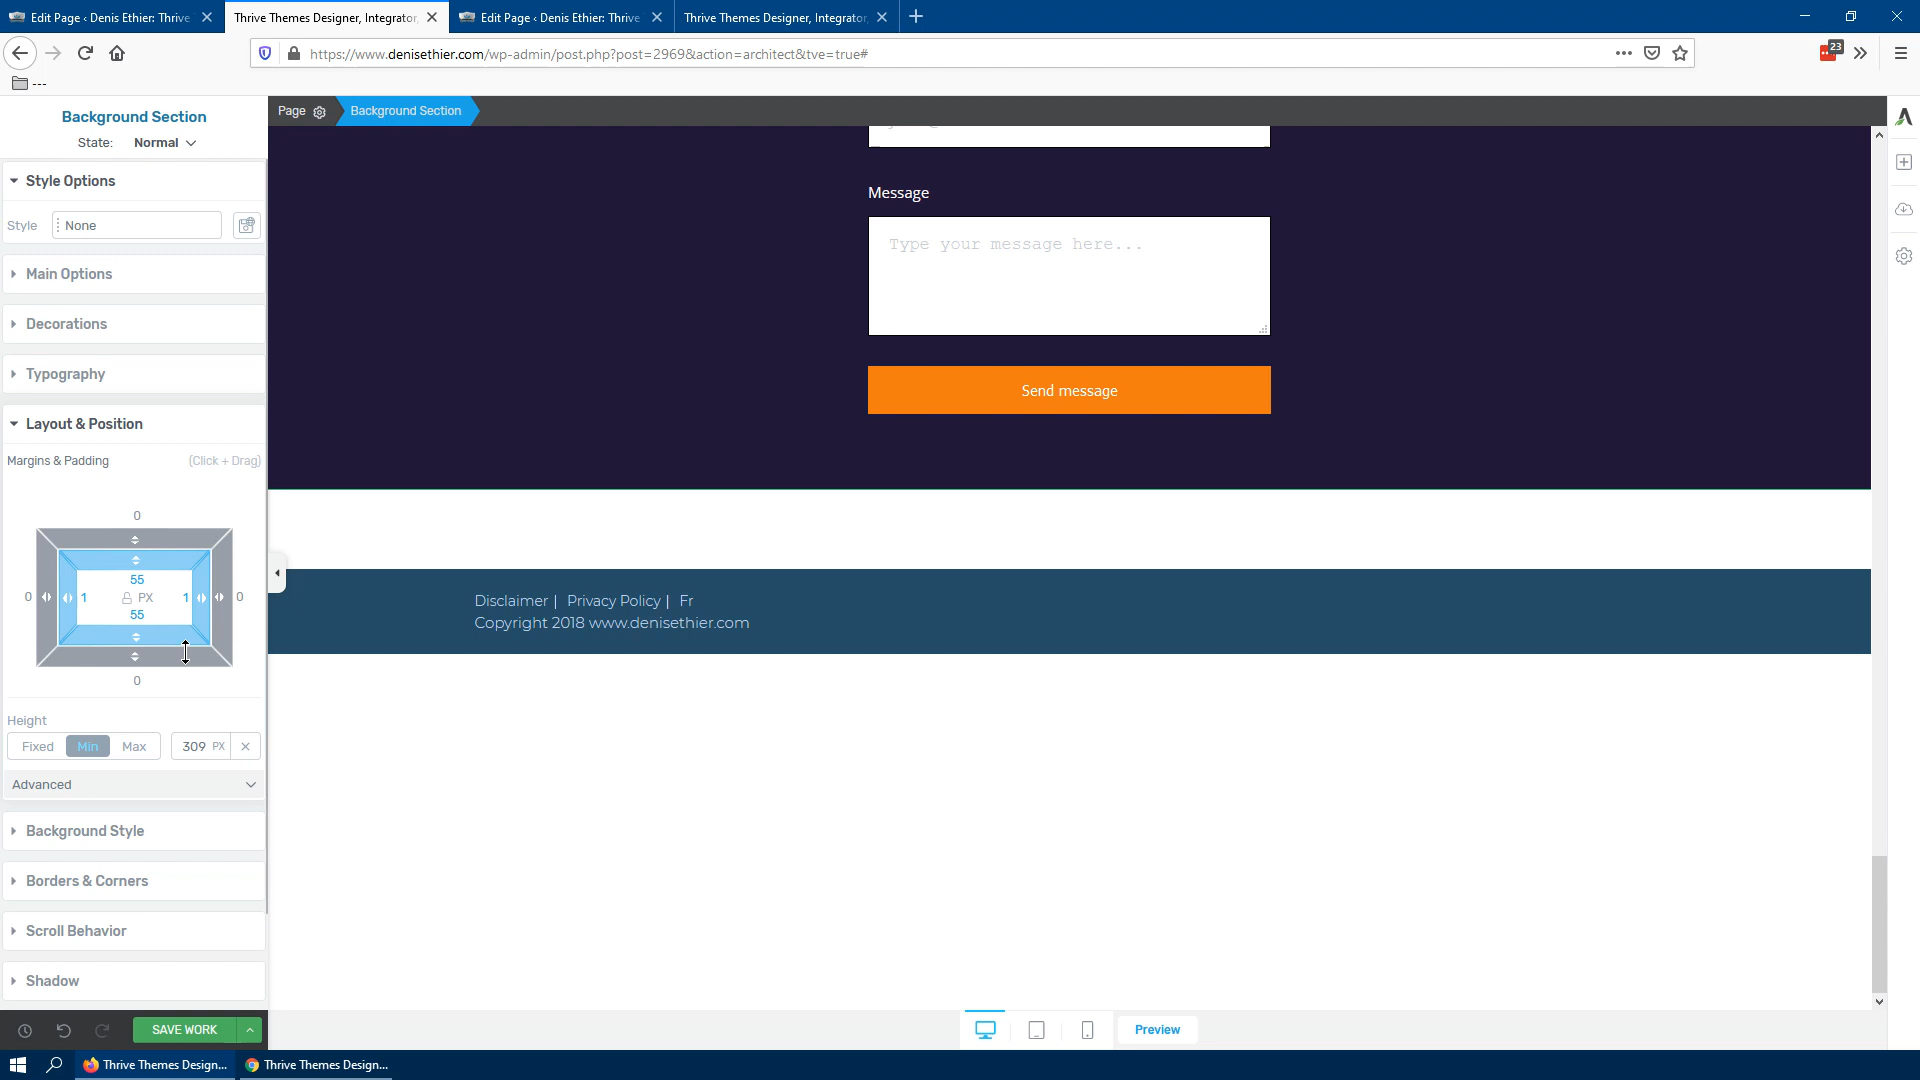 Edit Page ‹ Denis Ethier: Thrive
Thrive Themes Designer, Integrator,
Edit Page ‹ Denis Ethier: Thrive
Thrive Themes Designer, Integrator,
https://www.denisethier.com/wp-admin/post.php?post=2969&action=architect&tve=true#
23
---
Background Section
State: Normal
Page
Background Section
Style Options
Style
None
Main Options
Decorations
Typography
Layout & Position
Margins & Padding
(Click + Drag)
0
55
0
1
PX
1
0
55
0
Height
Fixed
Min
Max
309 PX
Advanced
Background Style
Borders & Corners
Scroll Behavior
Shadow
SAVE WORK
Message
Type your message here...
Send message
Disclaimer | Privacy Policy | Fr
Copyright 2018 www.denisethier.com
Preview
Thrive Themes Design...
Thrive Themes Design...